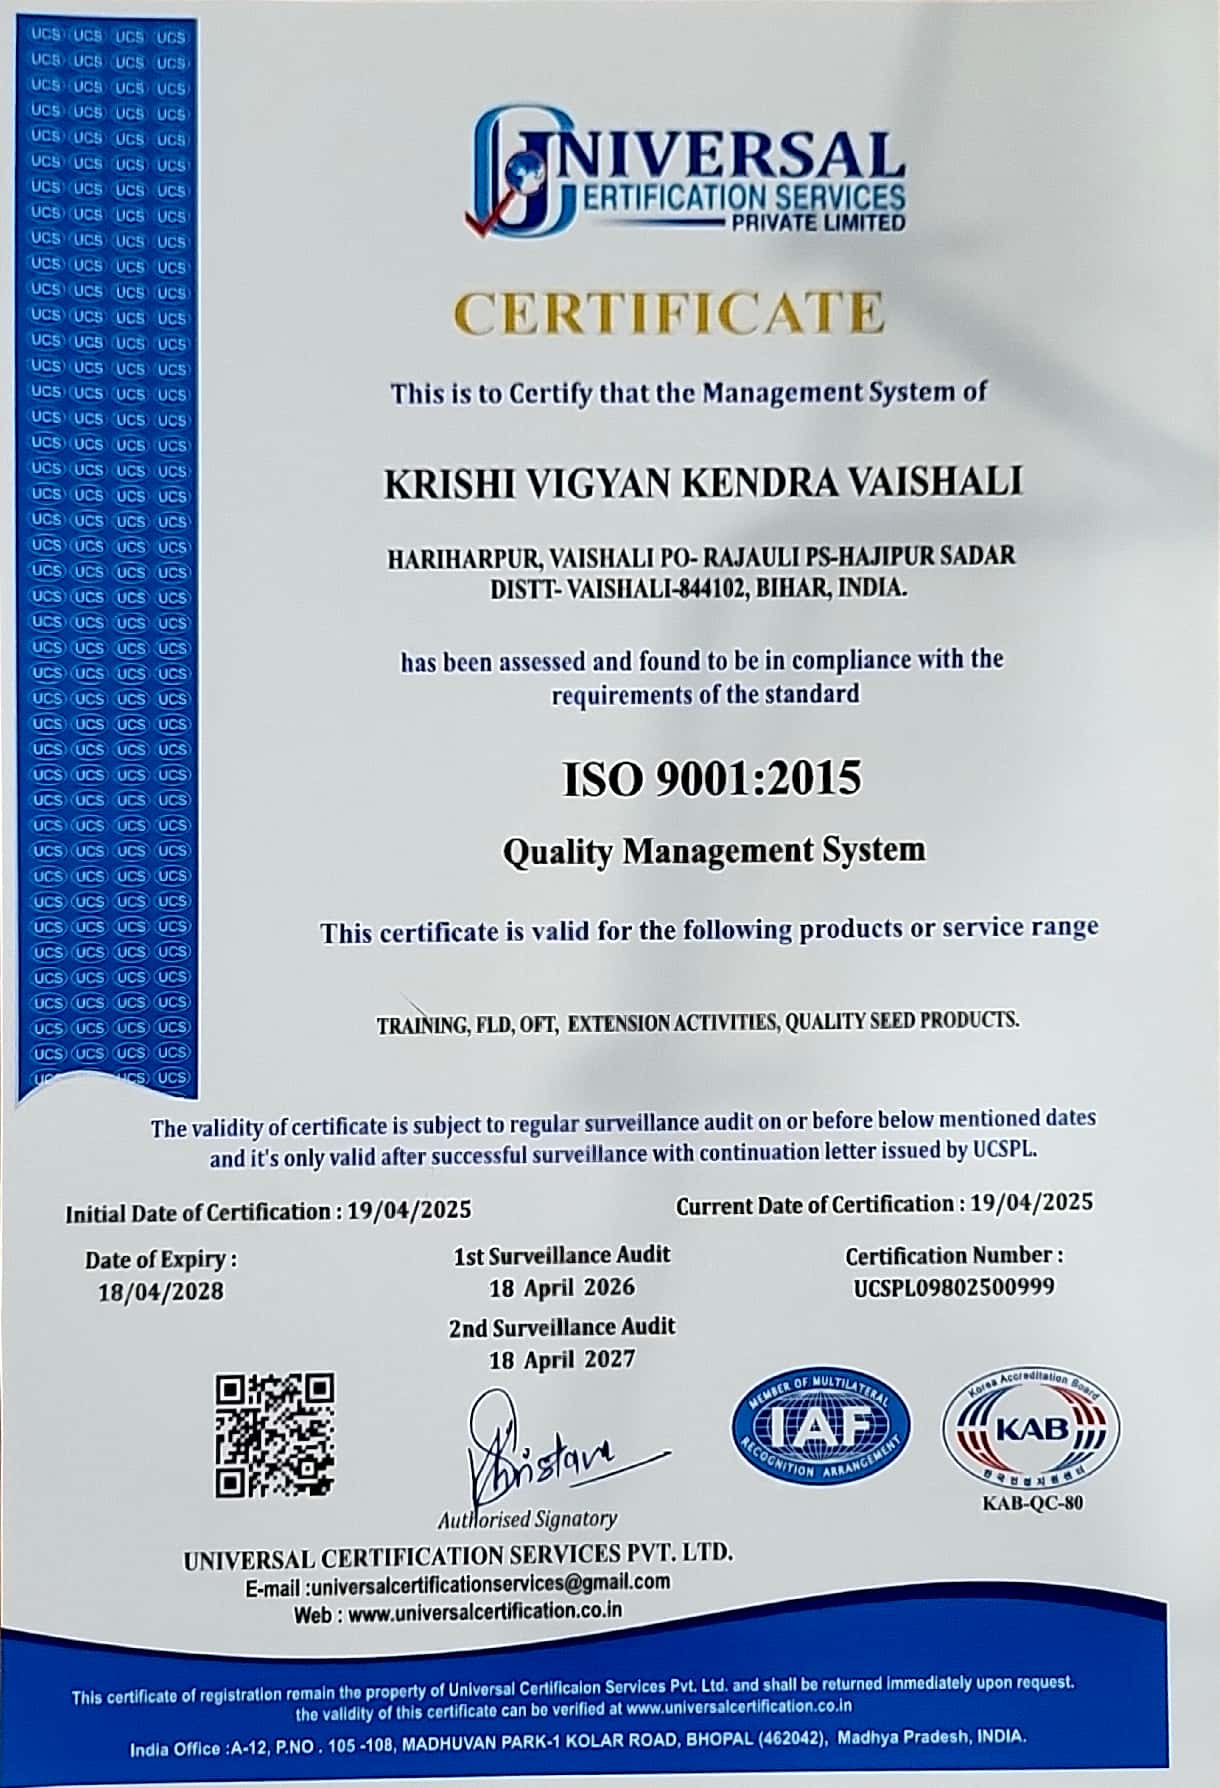 UNIVERSAL
CERTIFICATION SERVICES
PRIVATE LIMITED
CERTIFICATE
This is to Certify that the Management System of
KRISHI VIGYAN KENDRA VAISHALI
HARIHARPUR, VAISHALI PO- RAJAULI PS-HAJIPUR SADAR
DISTT- VAISHALI-844102, BIHAR, INDIA.
has been assessed and found to be in compliance with the
requirements of the standard
ISO 9001:2015
Quality Management System
This certificate is valid for the following products or service range
TRAINING, FLD, OFT, EXTENSION ACTIVITIES, QUALITY SEED PRODUCTS.
The validity of certificate is subject to regular surveillance audit on or before below mentioned dates
and it's only valid after successful surveillance with continuation letter issued by UCSPL.
Initial Date of Certification : 19/04/2025
Current Date of Certification : 19/04/2025
Date of Expiry :
18/04/2028
1st Surveillance Audit
18 April 2026
2nd Surveillance Audit
18 April 2027
Certification Number :
UCSPL09802500999
MEMBER OF MULTILATERAL
IAF
RECOGNITION ARRANGEMENT
Korea Accreditation Board
KAB
KAB-QC-80
Authorised Signatory
UNIVERSAL CERTIFICATION SERVICES PVT. LTD.
E-mail :universalcertificationservices@gmail.com
Web : www.universalcertification.co.in
This certificate of registration remain the property of Universal Certificaion Services Pvt. Ltd. and shall be returned immediately upon request.
the validity of this certificate can be verified at www.universalcertification.co.in
India Office :A-12, P.NO . 105 -108, MADHUVAN PARK-1 KOLAR ROAD, BHOPAL (462042), Madhya Pradesh, INDIA.